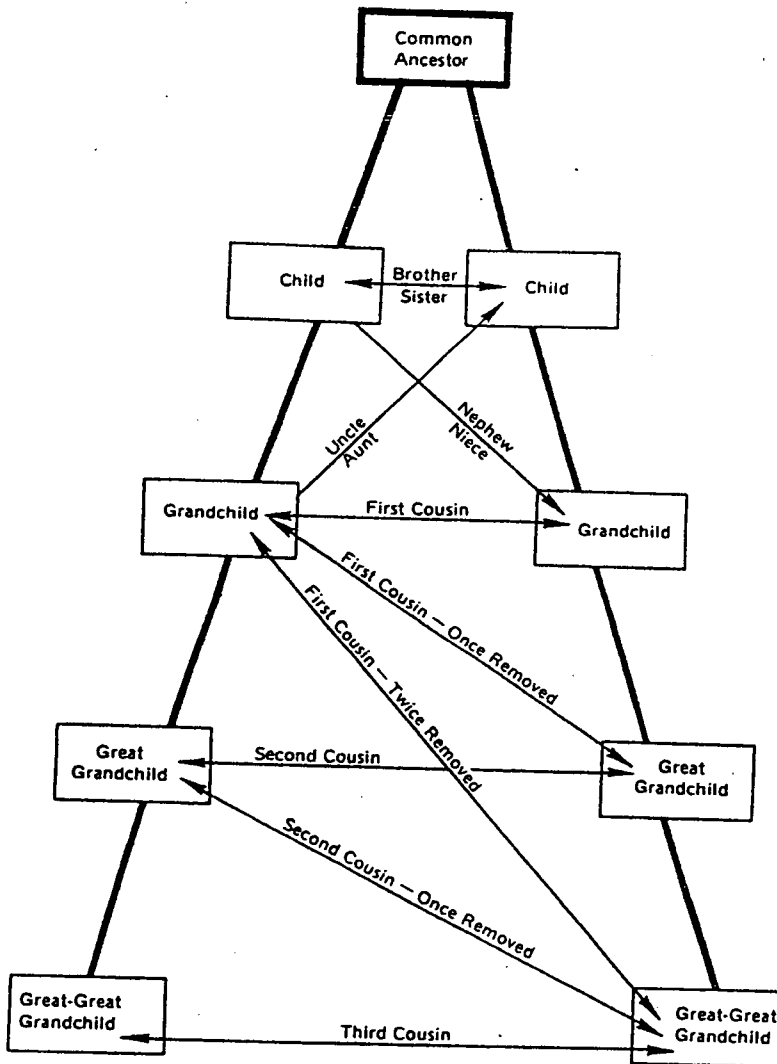 Common
Ancestor
Child
Brother
Sister
Child
Uncle
Aunt
Nephew
Niece
Grandchild
First Cousin
Grandchild
First Cousin — Once Removed
First Cousin — Twice Removed
Great
Grandchild
Second Cousin
Great
Grandchild
Second Cousin — Once Removed
Great-Great
Grandchild
Third Cousin
Great-Great
Grandchild